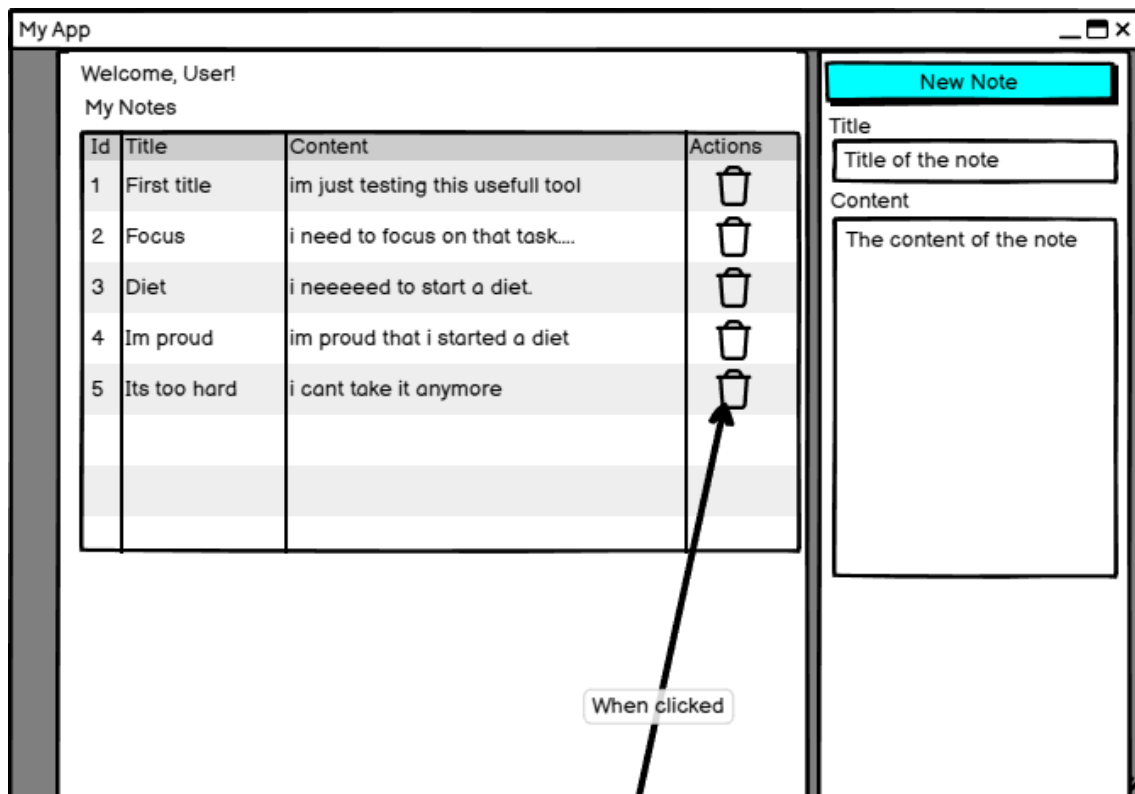 My App
Welcome, User!
My Notes
Id Title Content Actions
1 First title im just testing this usefull tool
2 Focus i need to focus on that task....
3 Diet i neeeeed to start a diet.
4 Im proud im proud that i started a diet
5 Its too hard i cant take it anymore
When clicked
New Note
Title
Title of the note
Content
The content of the note